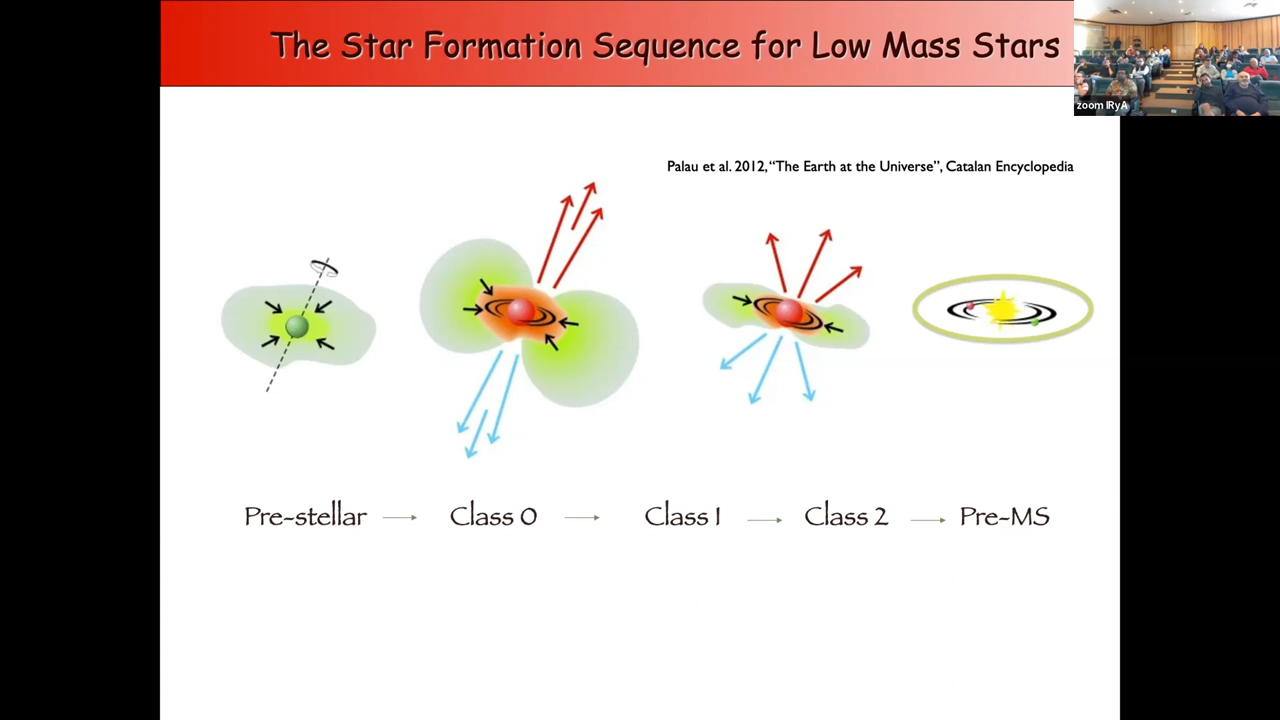 The Star Formation Sequence for Low Mass Stars
zoom IRyA
Palau et al. 2012, “The Earth at the Universe”, Catalan Encyclopedia
Pre-stellar
Class 0
Class 1
Class 2
Pre-MS